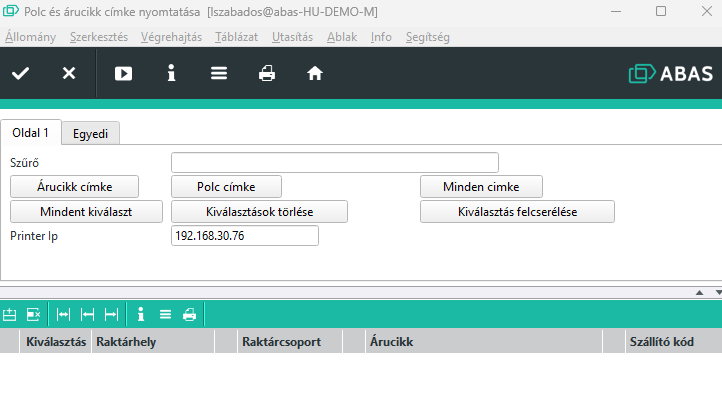 Polc és árucikk címke nyomtatása [lszabados@abas-HU-DEMO-M]
Állomány Szerkesztés Végrehajtás Táblázat Utasítás Ablak Info Segítség
ABAS
Oldal 1 Egyedi
Szűrő
Árucikk címke Polc címke Minden cimke
Mindent kiválaszt Kiválasztások törlése Kiválasztás felcserélése
Printer Ip 192.168.30.76
Kiválasztás Raktárhely Raktárcsoport Árucikk Szállító kód